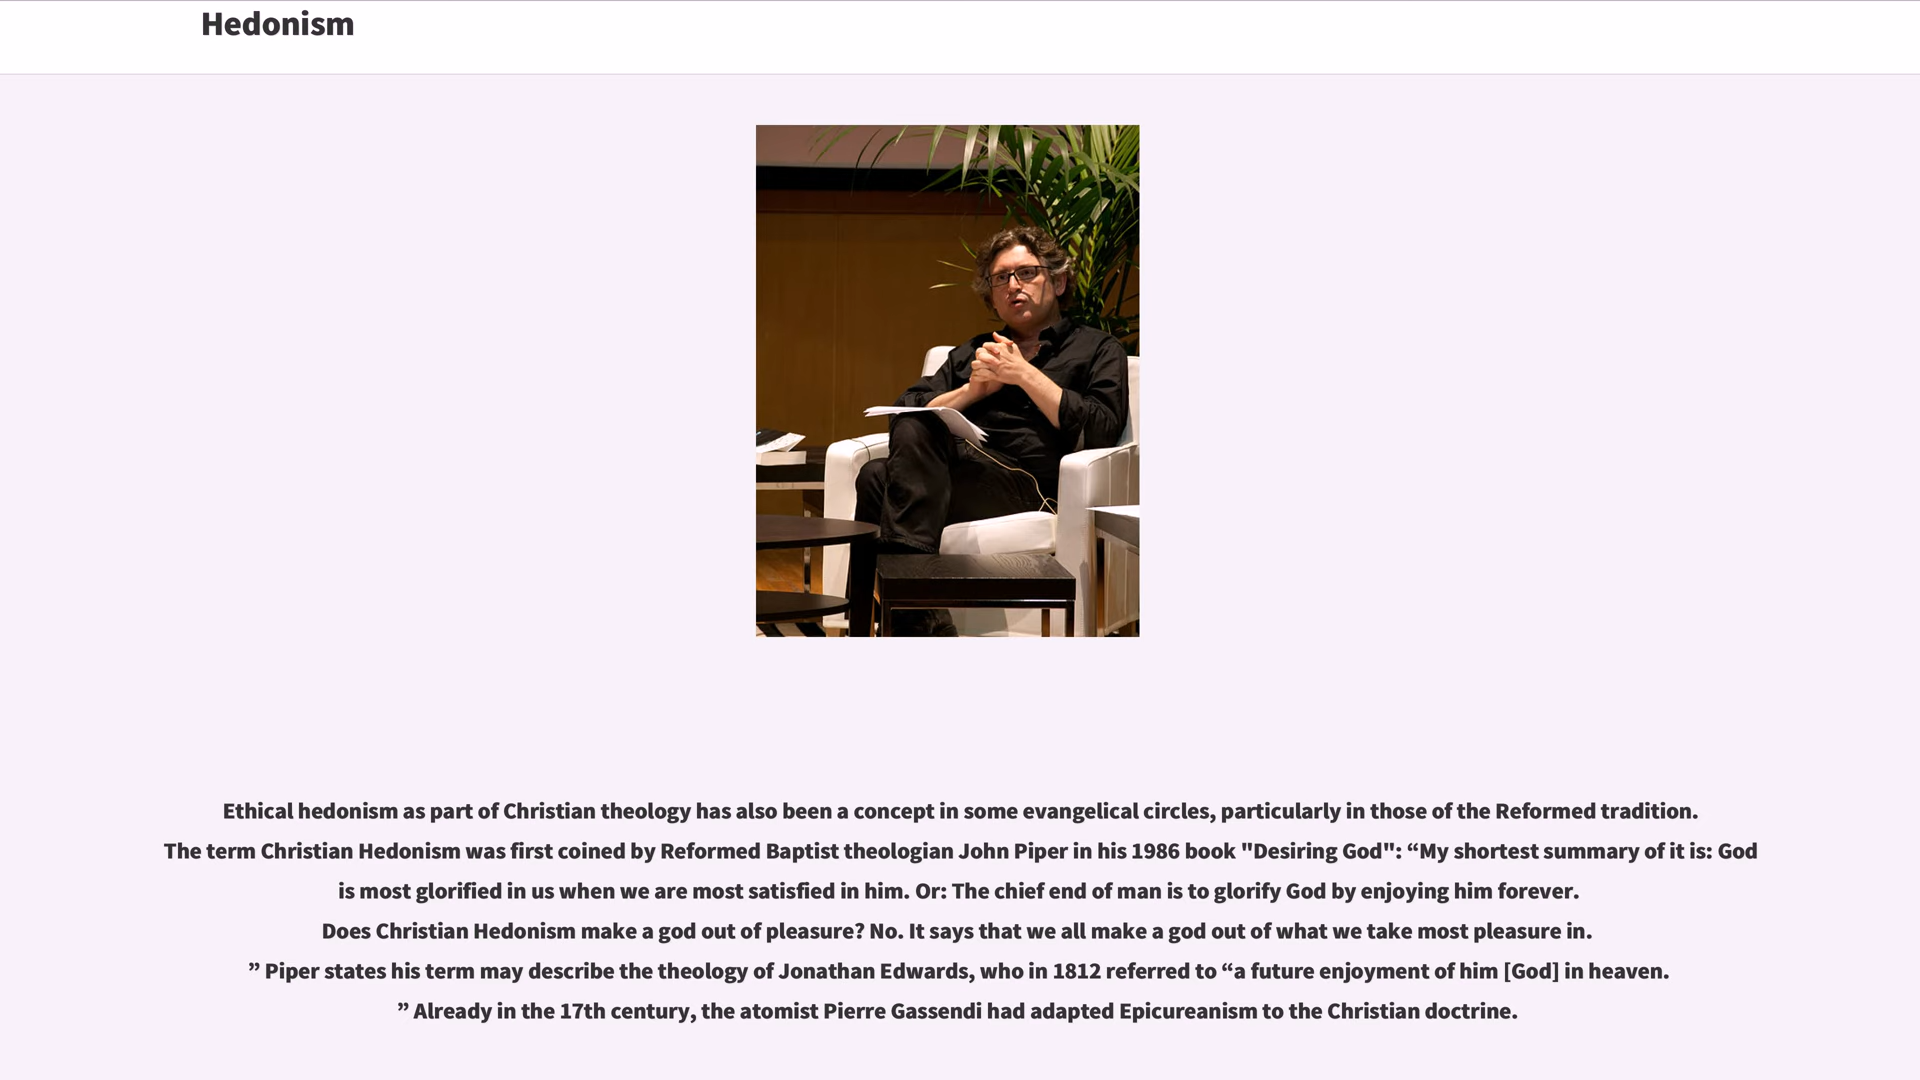 Hedonism
Ethical hedonism as part of Christian theology has also been a concept in some evangelical circles, particularly in those of the Reformed tradition.
The term Christian Hedonism was first coined by Reformed Baptist theologian John Piper in his 1986 book "Desiring God": “My shortest summary of it is: God
is most glorified in us when we are most satisfied in him. Or: The chief end of man is to glorify God by enjoying him forever.
Does Christian Hedonism make a god out of pleasure? No. It says that we all make a god out of what we take most pleasure in.
” Piper states his term may describe the theology of Jonathan Edwards, who in 1812 referred to “a future enjoyment of him [God] in heaven.
” Already in the 17th century, the atomist Pierre Gassendi had adapted Epicureanism to the Christian doctrine.